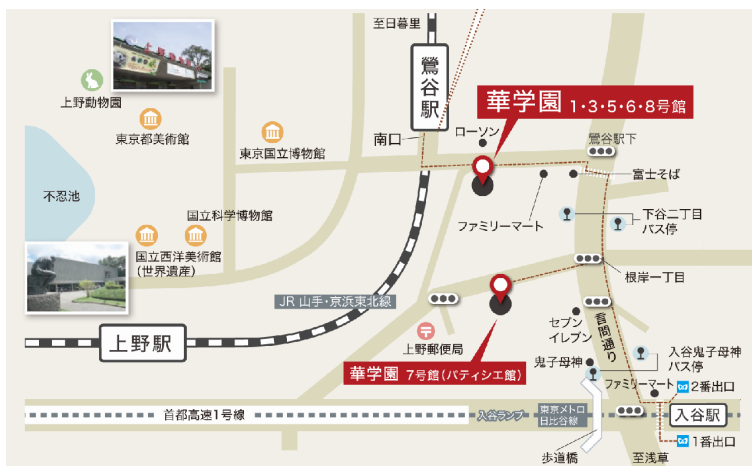 至日暮里
鶯谷駅
上野動物園
東京都美術館
東京国立博物館
南口
ローソン
華学園 1・3・5・6・8号館
鶯谷駅下
富士そば
ファミリーマート
下谷二丁目
バス停
不忍池
国立科学博物館
国立西洋美術館
(世界遺産)
根岸一丁目
JR 山手・京浜東北線
上野駅
上野郵便局
セブン
イレブン
言問通り
入谷鬼子母神
バス停
鬼子母神
華学園 7号館(パティシエ館)
ファミリーマート
2番出口
首都高速1号線
入谷ランプ
東京メトロ
日比谷線
入谷駅
1番出口
歩道橋
至浅草